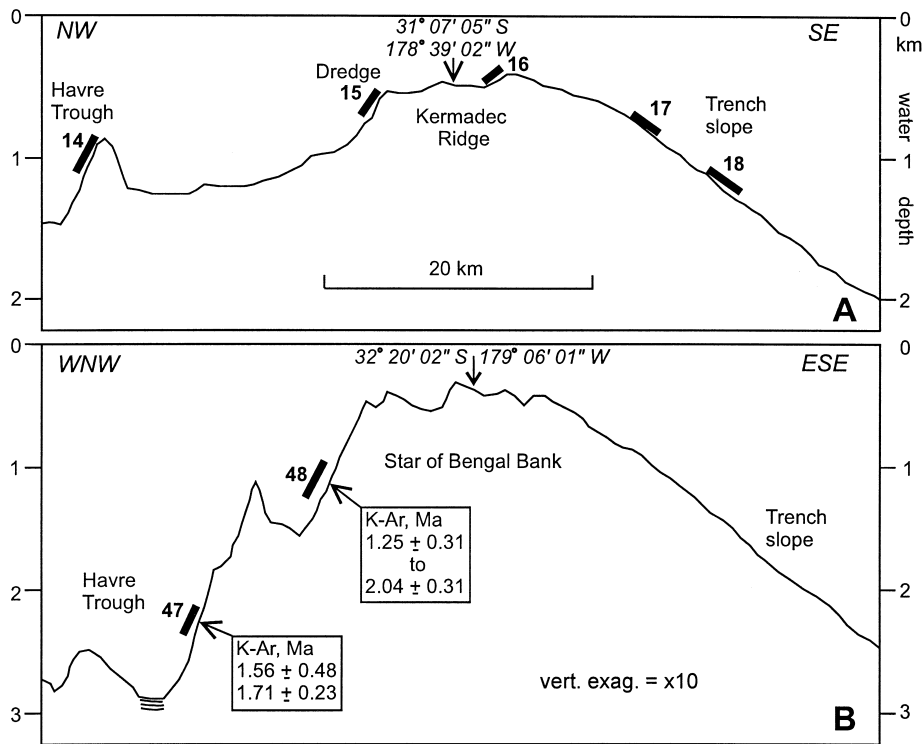 0
NW
31° 07' 05" S
178° 39' 02" W
SE
0
km
Havre
Trough
14
Dredge
15
16
Kermadec
Ridge
17
Trench
slope
18
water
depth
1
1
20 km
2
2
A
0
WNW
32° 20' 02" S 179° 06' 01" W
ESE
0
1
1
48
Star of Bengal Bank
K-Ar, Ma
1.25 ± 0.31
to
2.04 ± 0.31
Trench
slope
2
2
Havre
Trough
47
K-Ar, Ma
1.56 ± 0.48
1.71 ± 0.23
vert. exag. = x10
3
3
B